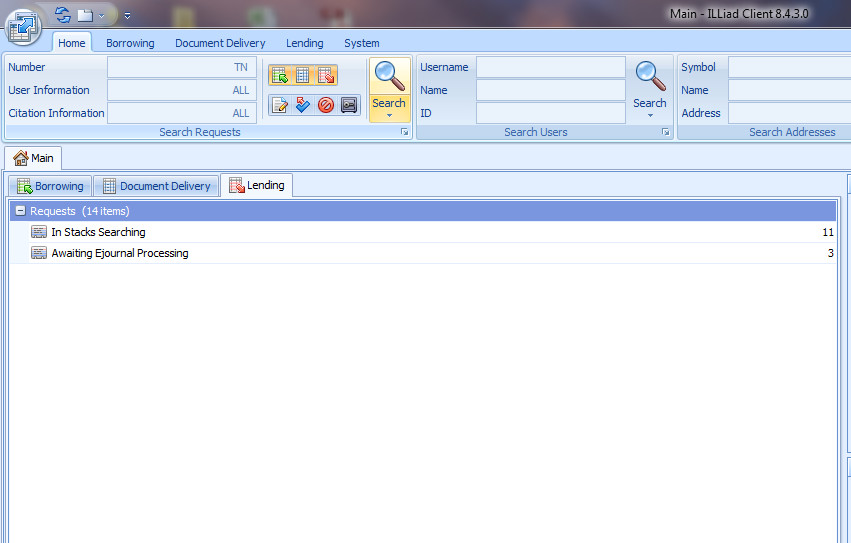 Main - ILLiad Client 8.4.3.0
Home Borrowing Document Delivery Lending System
Number TN
User Information ALL
Citation Information ALL
Search
Search Requests
Username
Name
ID
Search
Search Users
Symbol
Name
Address
Search Addresses
Main
Borrowing Document Delivery Lending
Requests (14 items)
In Stacks Searching 11
Awaiting Ejournal Processing 3